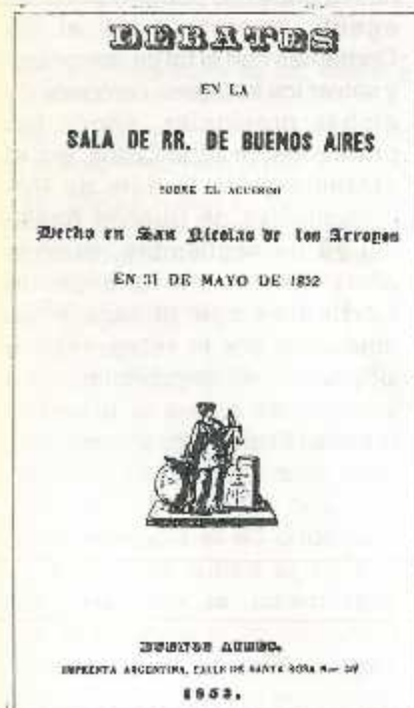 DEBATES
EN LA
SALA DE RR. DE BUENOS AIRES
SOBRE EL ACUERDO
Hecho en San Nicolas de los Arroyos
EN 31 DE MAYO DE 1852
BUENOS AIRES.
IMPRENTA ARGENTINA, CALLE DE SANTA ROSA